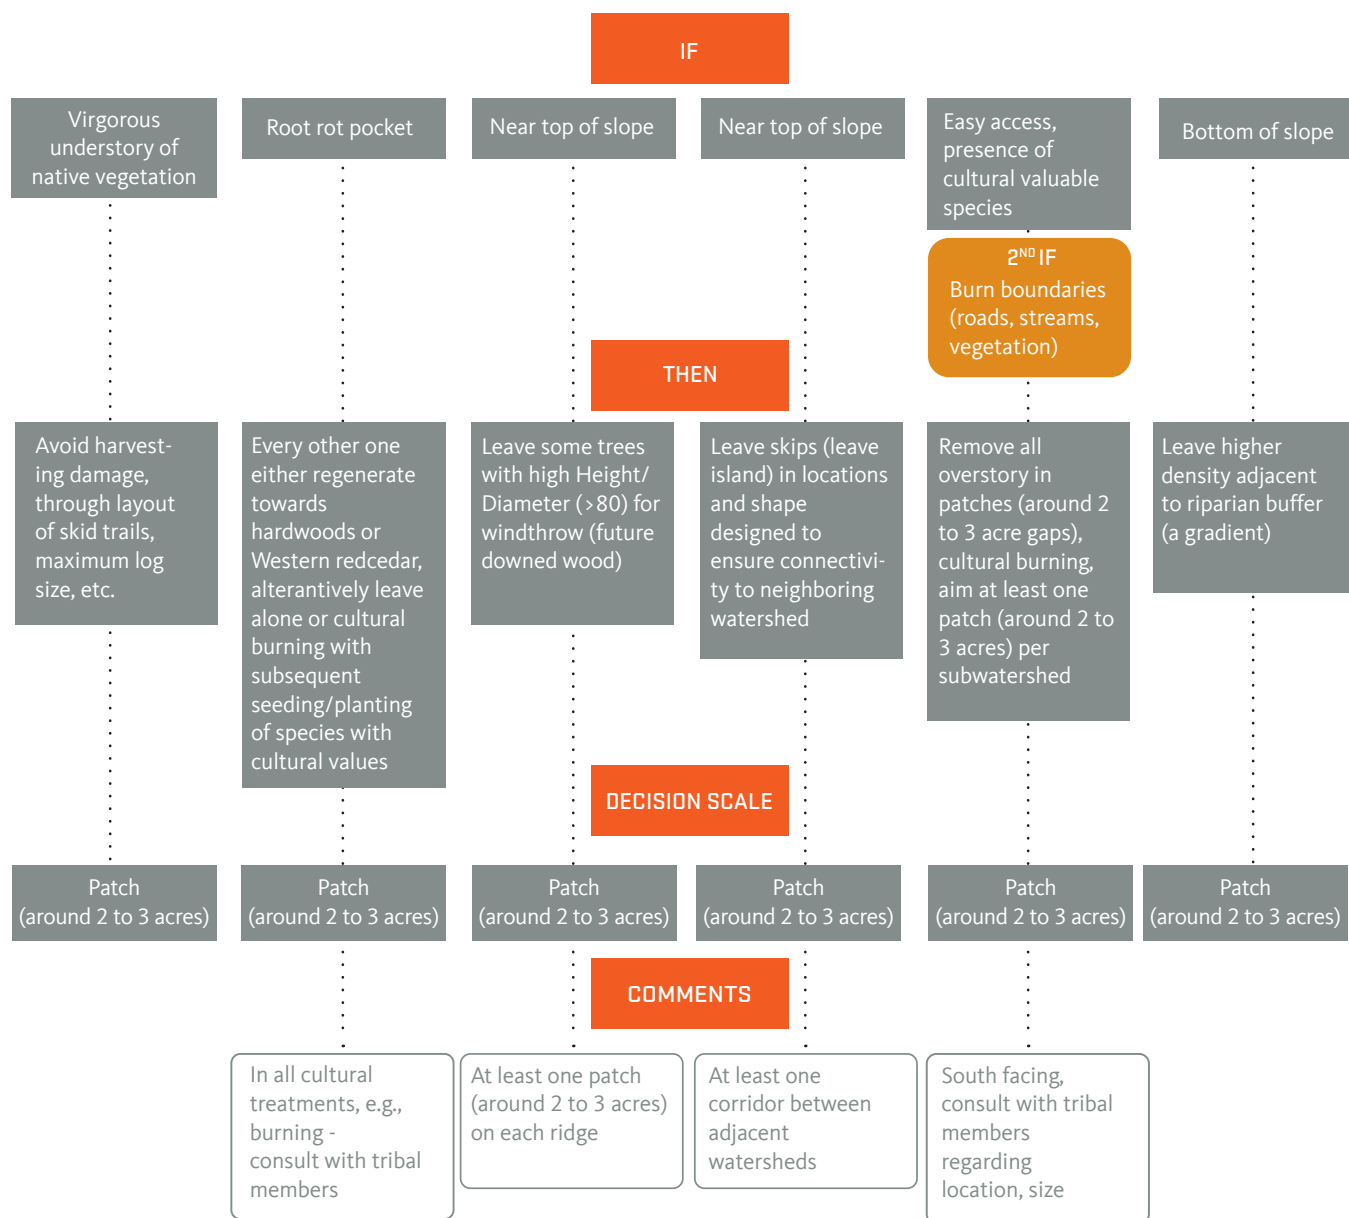 IF
Virgorous
understory of
native vegetation
Root rot pocket
Near top of slope
Near top of slope
Easy access,
presence of
cultural valuable
species
Bottom of slope
2ND IF
Burn boundaries
(roads, streams,
vegetation)
THEN
Avoid harvest-
ing damage,
through layout
of skid trails,
maximum log
size, etc.
Every other one
either regenerate
towards
hardwoods or
Western redcedar,
alterantively leave
alone or cultural
burning with
subsequent
seeding/planting
of species with
cultural values
Leave some trees
with high Height/
Diameter (>80) for
windthrow (future
downed wood)
Leave skips (leave
island) in locations
and shape
designed to
ensure connectivi-
ty to neighboring
watershed
Remove all
overstory in
patches (around 2
to 3 acre gaps),
cultural burning,
aim at least one
patch (around 2 to
3 acres) per
subwatershed
Leave higher
density adjacent
to riparian buffer
(a gradient)
DECISION SCALE
Patch
(around 2 to 3 acres)
Patch
(around 2 to 3 acres)
Patch
(around 2 to 3 acres)
Patch
(around 2 to 3 acres)
Patch
(around 2 to 3 acres)
Patch
(around 2 to 3 acres)
COMMENTS
In all cultural
treatments, e.g.,
burning -
consult with tribal
members
At least one patch
(around 2 to 3 acres)
on each ridge
At least one
corridor between
adjacent
watersheds
South facing,
consult with tribal
members
regarding
location, size